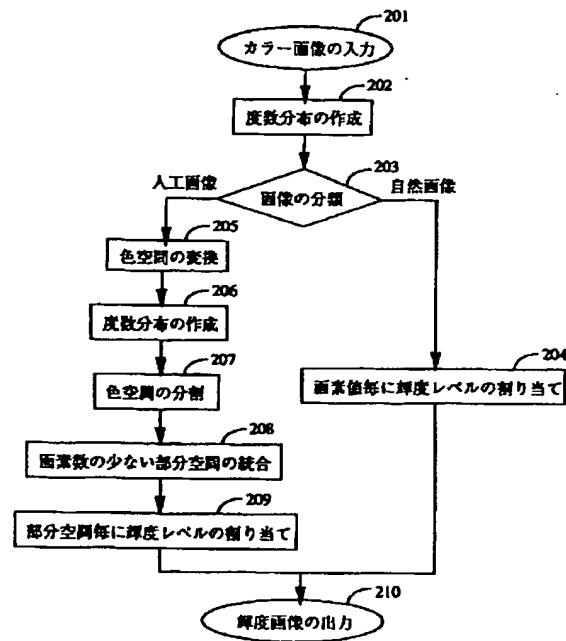 201
カラー画像の入力
202
度数分布の作成
203
人工画像
画像の分類
自然画像
205
色空間の変換
206
度数分布の作成
207
色空間の分割
204
画素値毎に輝度レベルの割り当て
208
画素数の少ない部分空間の統合
209
部分空間毎に輝度レベルの割り当て
210
輝度画像の出力